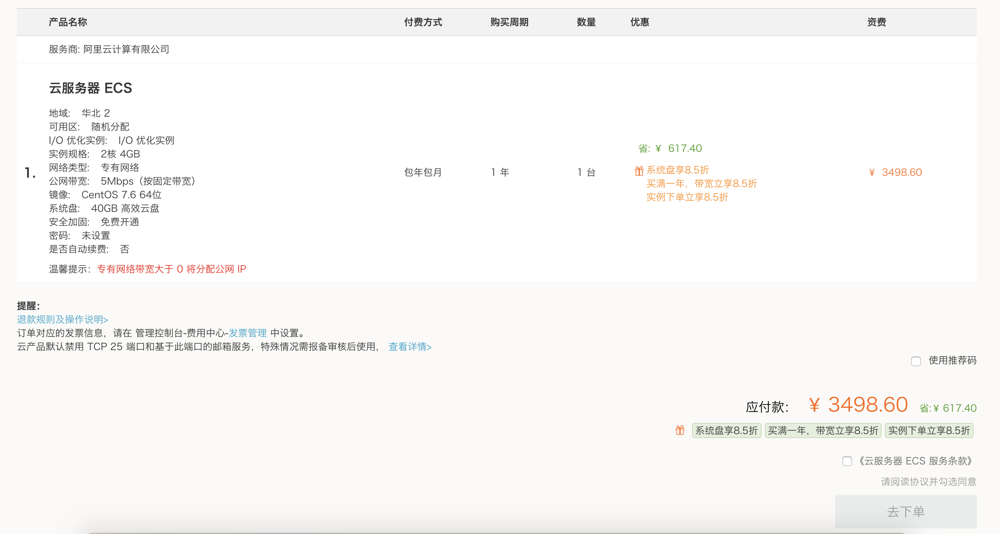 产品名称 付费方式 购买周期 数量 优惠 资费
服务商: 阿里云计算有限公司
1.
云服务器 ECS
地域: 华北 2
可用区: 随机分配
I/O 优化实例: I/O 优化实例
实例规格: 2核 4GB
网络类型: 专有网络
公网带宽: 5Mbps（按固定带宽）
镜像: CentOS 7.6 64位
系统盘: 40GB 高效云盘
安全加固: 免费开通
密码: 未设置
是否自动续费: 否
温馨提示：专有网络带宽大于 0 将分配公网 IP
包年包月
1 年
1 台
省: ¥ 617.40
系统盘享8.5折
买满一年，带宽立享8.5折
实例下单立享8.5折
¥ 3498.60
提醒：
退款规则及操作说明>
订单对应的发票信息，请在 管理控制台-费用中心-发票管理 中设置。
云产品默认禁用 TCP 25 端口和基于此端口的邮箱服务，特殊情况需报备审核后使用， 查看详情>
使用推荐码
应付款： ¥ 3498.60 省:¥ 617.40
系统盘享8.5折 买满一年，带宽立享8.5折 实例下单立享8.5折
《云服务器 ECS 服务条款》
请阅读协议并勾选同意
去下单